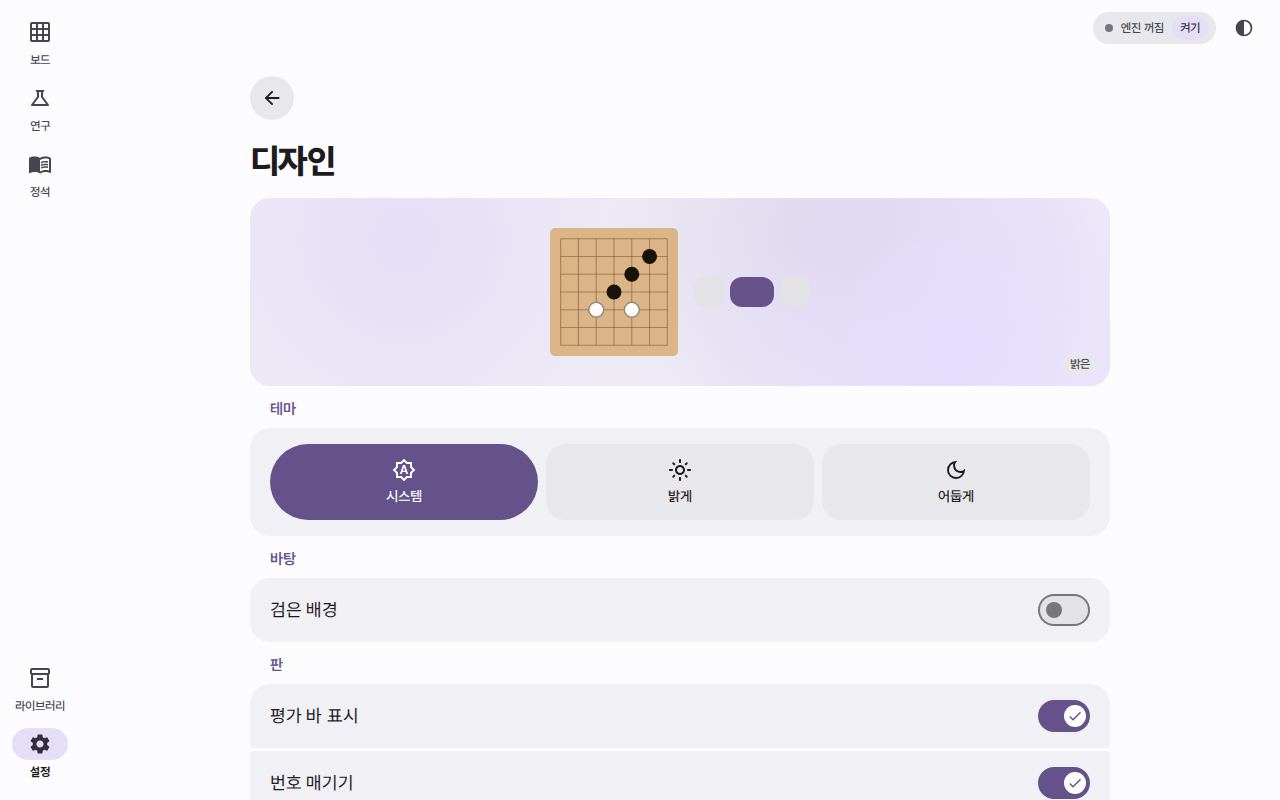 보드
연구
정석
라이브러리
설정
엔진 꺼짐
켜기
디자인
밝은
테마
시스템
밝게
어둡게
바탕
검은 배경
판
평가 바 표시
번호 매기기